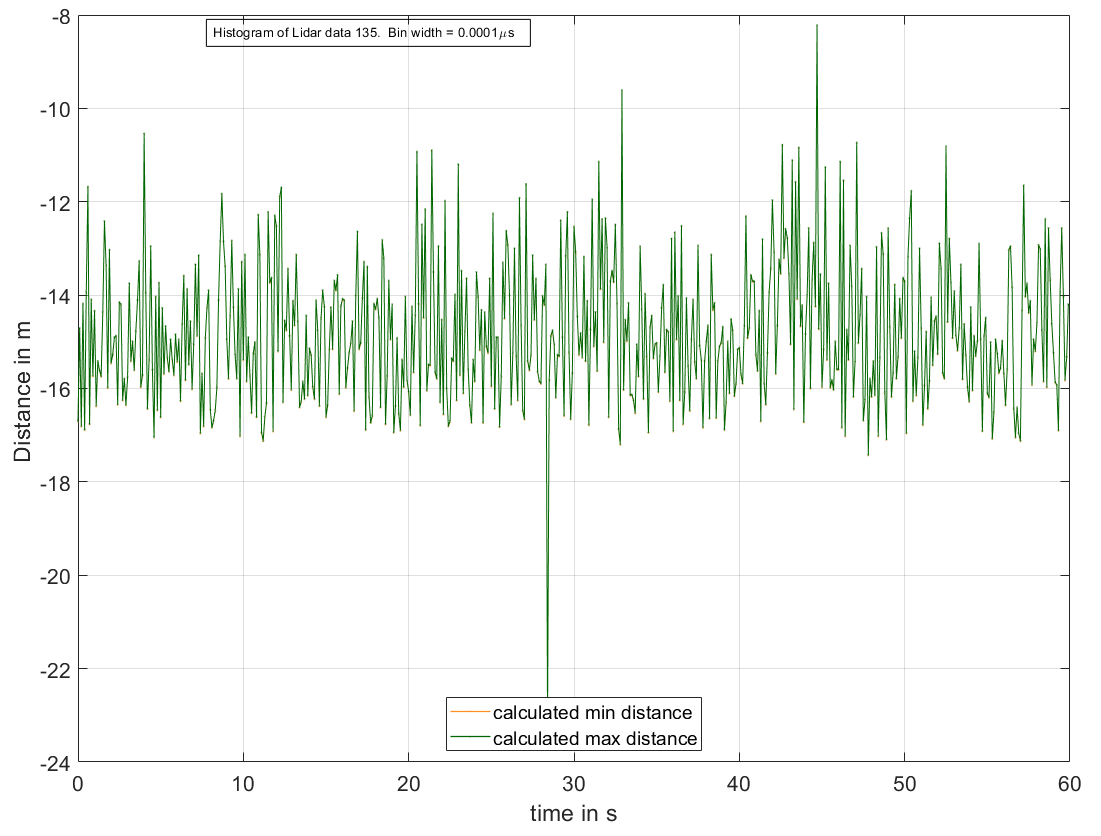 Histogram of Lidar data 135.  Bin width = 0.0001μs
-8
-10
-12
-14
-16
-18
-20
-22
-24
Distance in m
calculated min distance
calculated max distance
0 10 20 30 40 50 60
time in s